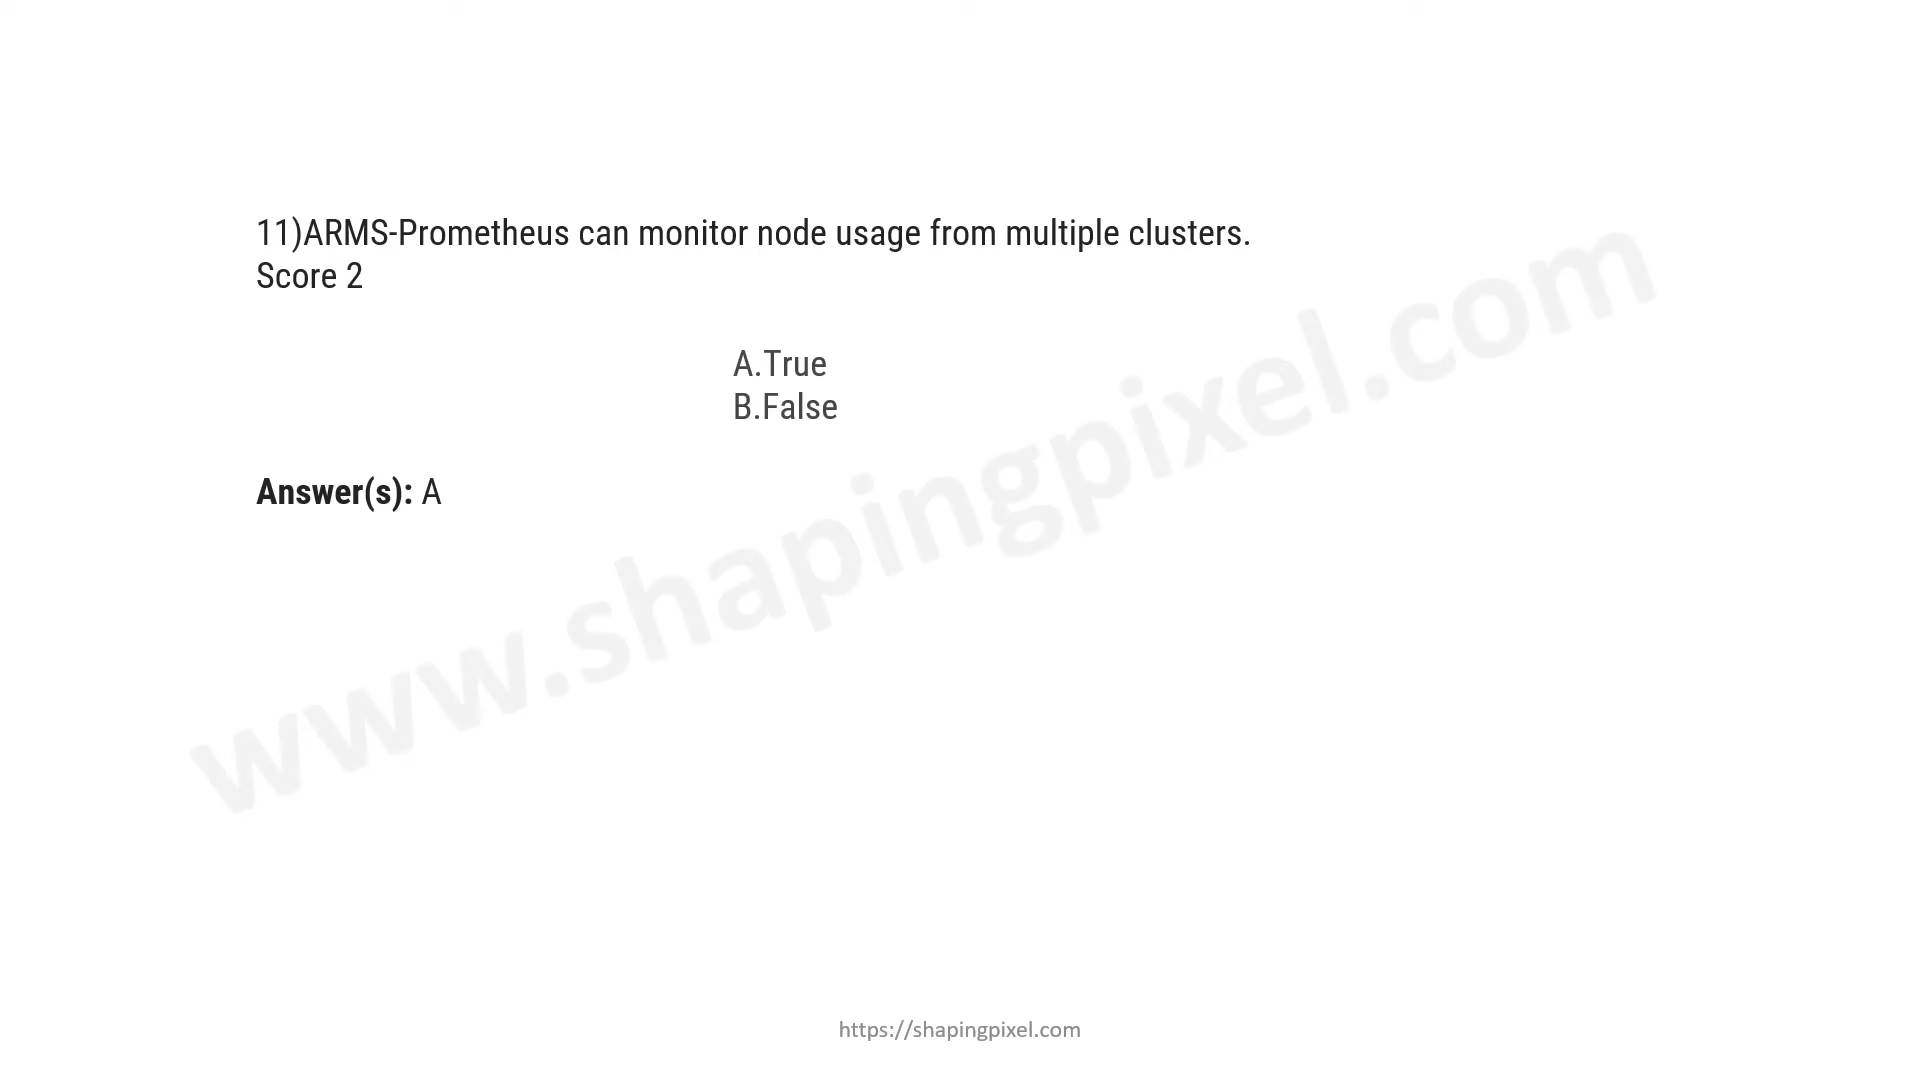 11)ARMS-Prometheus can monitor node usage from multiple clusters.
Score 2
A.True
B.False
Answer(s): A
www.shapingpixel.com
https://shapingpixel.com